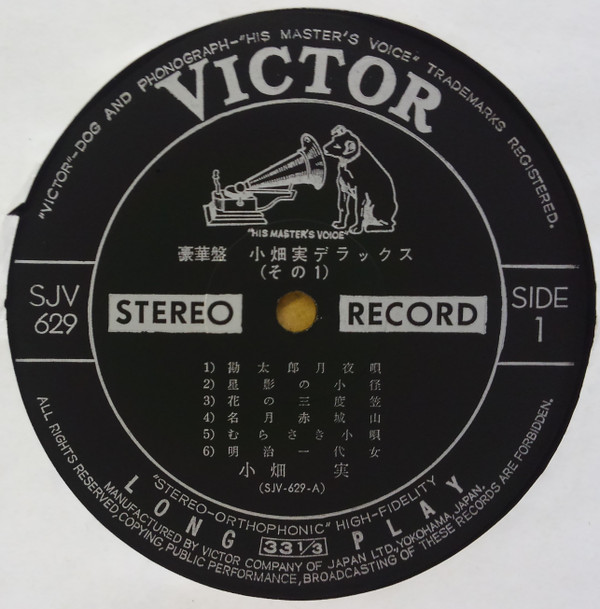 "VICTOR"—DOG AND PHONOGRAPH—"HIS MASTER'S VOICE" TRADEMARKS REGISTERED.
VICTOR
"HIS MASTER'S VOICE"
豪華盤 小畑実デラックス
(その1)
SJV
629
STEREO
RECORD
SIDE
1
1) 勘太郎月夜唄
2) 星影の小径
3) 花の三度笠
4) 名月赤城山
5) むらさき小唄
6) 明治一代女
小畑 実
(SJV-629-A)
"STEREO-ORTHOPHONIC" HIGH-FIDELITY
LONG 33 1/3 PLAY
MANUFACTURED BY VICTOR COMPANY OF JAPAN LTD., YOKOHAMA, JAPAN.
ALL RIGHTS RESERVED, COPYING, PUBLIC PERFORMANCE, BROADCASTING OF THESE RECORDS ARE FORBIDDEN.